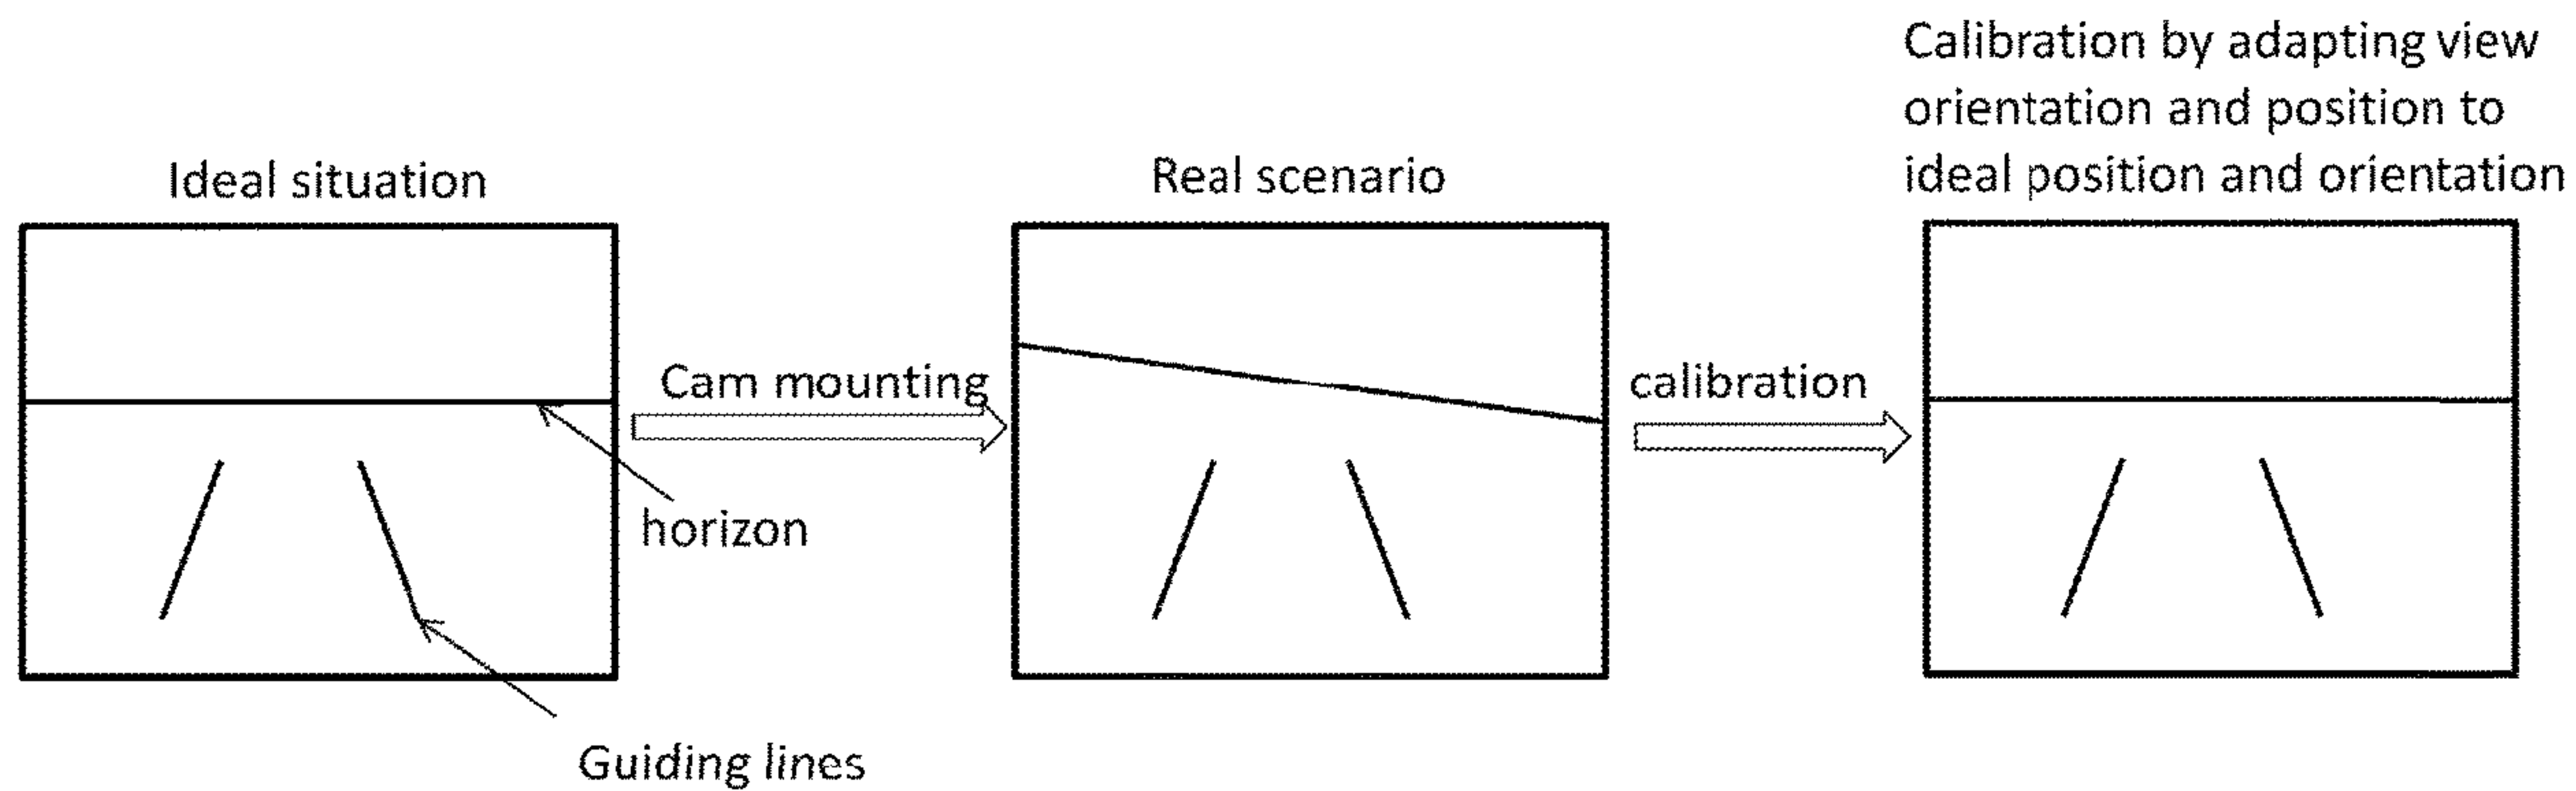 Ideal situation
Cam mounting
horizon
Guiding lines
Real scenario
calibration
Calibration by adapting view
orientation and position to
ideal position and orientation